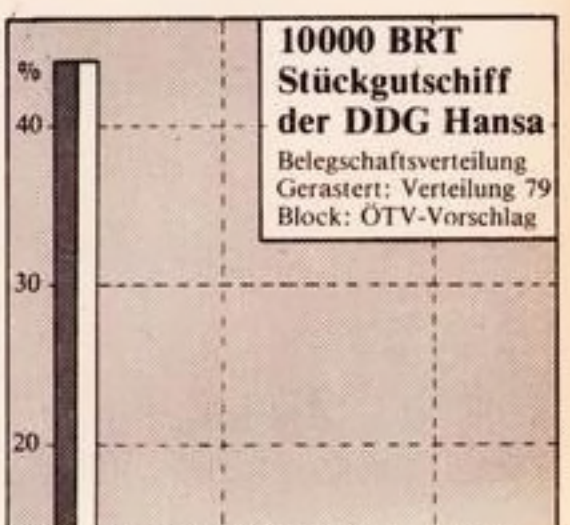 10000 BRT
Stückgutschiff
der DDG Hansa
Belegschaftsverteilung
Gerastert: Verteilung 79
Block: ÖTV-Vorschlag
%
40
30
20